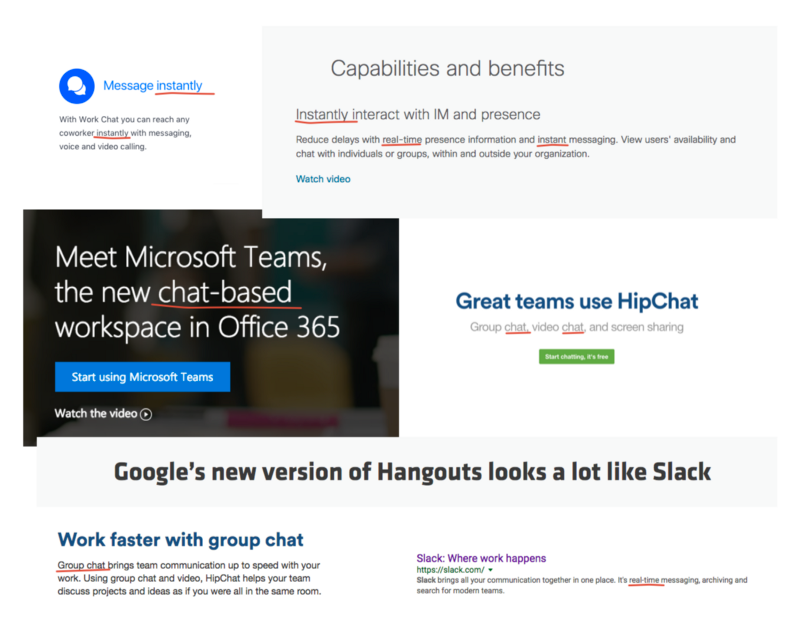 Message instantly
With Work Chat you can reach any
coworker instantly with messaging,
voice and video calling.
Capabilities and benefits
Instantly interact with IM and presence
Reduce delays with real-time presence information and instant messaging. View users' availability and
chat with individuals or groups, within and outside your organization.
Watch video
Meet Microsoft Teams,
the new chat-based
workspace in Office 365
Start using Microsoft Teams
Watch the video
Great teams use HipChat
Group chat, video chat, and screen sharing
Start chatting, it's free
Google's new version of Hangouts looks a lot like Slack
Work faster with group chat
Group chat brings team communication up to speed with your
work. Using group chat and video, HipChat helps your team
discuss projects and ideas as if you were all in the same room.
Slack: Where work happens
https://slack.com/
Slack brings all your communication together in one place. It's real-time messaging, archiving and
search for modern teams.